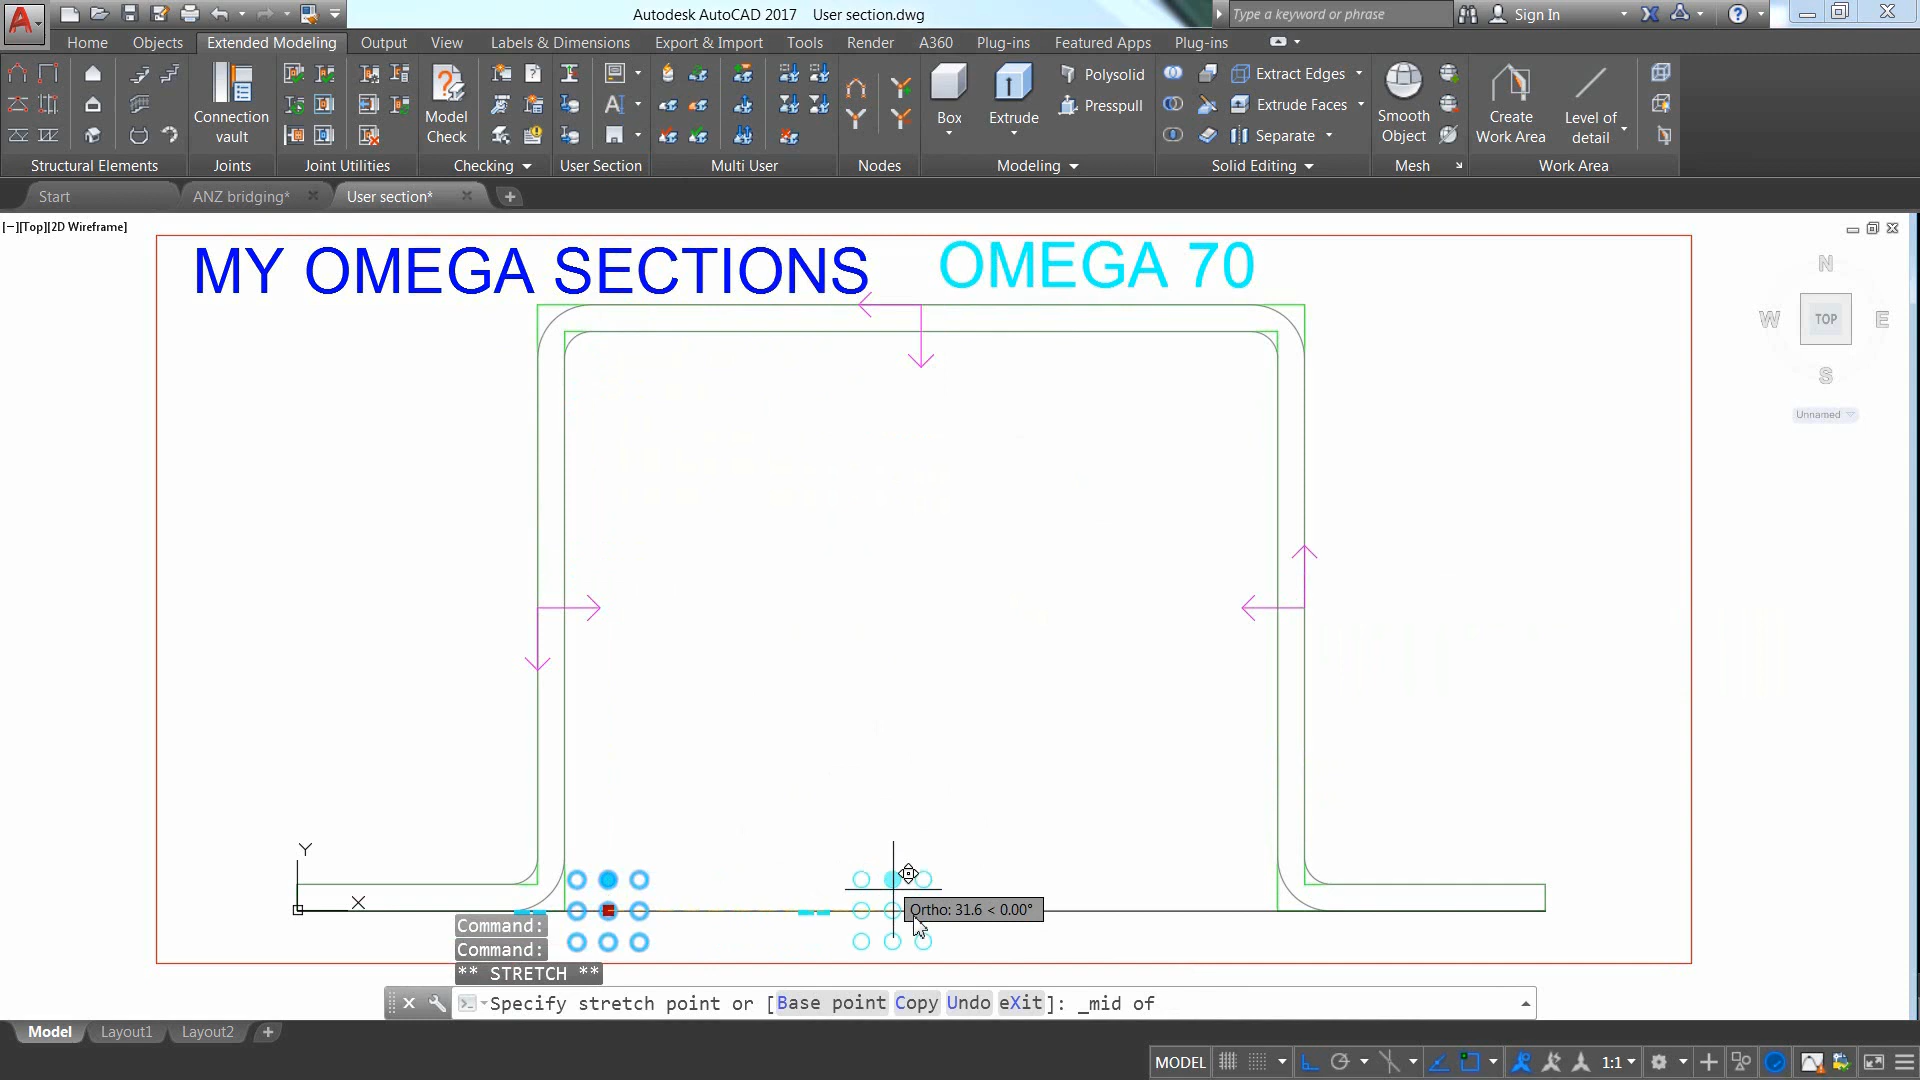 Autodesk AutoCAD 2017 User section.dwg
Type a keyword or phrase
Sign In
Home Objects Extended Modeling Output View Labels & Dimensions Export & Import Tools Render A360 Plug-ins Featured Apps Plug-ins
Connection vault
Model Check
Box
Extrude
Polysolid
Presspull
Extract Edges
Extrude Faces
Separate
Smooth Object
Create Work Area
Level of detail
Structural Elements Joints Joint Utilities Checking User Section Multi User Nodes Modeling Solid Editing Mesh Work Area
Start ANZ bridging* User section*
[−][Top][2D Wireframe]
MY OMEGA SECTIONS OMEGA 70
N
W TOP E
S
Unnamed
Y
X
Ortho: 31.6 < 0.00°
Command:
Command:
** STRETCH **
Specify stretch point or [Base point Copy Undo eXit]: _mid of
Model Layout1 Layout2
MODEL 1:1